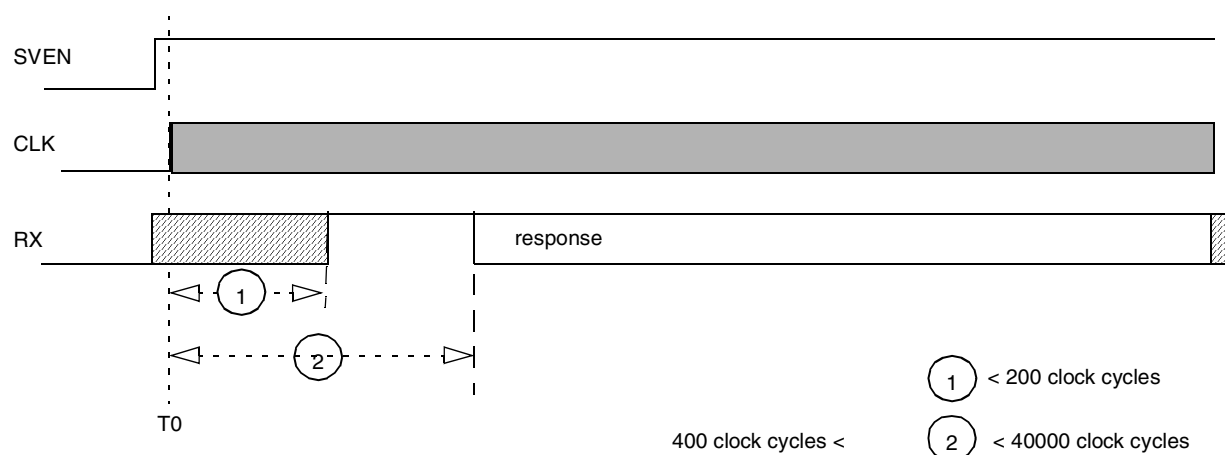 SVEN
CLK
RX
response
1
2
T0
1 < 200 clock cycles
400 clock cycles < 2 < 40000 clock cycles